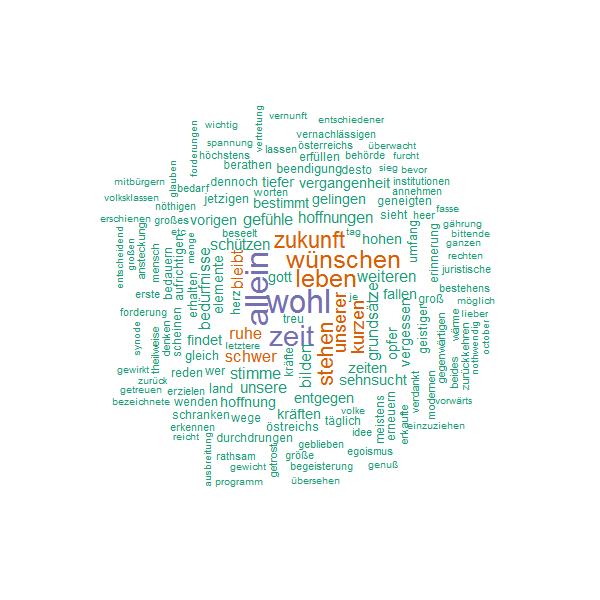 vernunft
entschiedener
wichtig
vertretung
vernachlässigen
forderungen
spannung
lassen
österreichs
überwacht
höchstens
erfüllen
behörde
furcht
glauben
berathen
beendigung
desto
sieg
bevor
mitbürgern
bedarf
dennoch
tiefer
vergangenheit
institutionen
annehmen
volksklassen
nöthigen
jetzigen
worten
bestimmt
gelingen
geneigten
erschienen
großes
vorigen
gefühle
hoffnungen
sieht
heer
fasse
gährung
etc
menge
beseelt
tag
bittende
entscheidend
großen
ansteckung
mensch
bedauern
aufrichtigen
erhalten
bedürfnisse
schützen
zukunft
hohen
umfang
erinnerung
ganzen
elemente
bleibt
allein
wünschen
rechten
juristische
gott
leben
weiteren
erste
herz
wohl
je
fallen
groß
bestehens
möglich
forderung
scheinen
treu
unserer
kurzen
grundsätze
vergessen
geistigen
gegenwärtigen
wärme
lieber
synode
theilweise
denken
ruhe
zeit
stehen
opfer
beides
zurückkehren
nothwendig
october
findet
letztere
gleich
schwer
kräfte
bilden
zeiten
gewirkt
zurück
reden
wer
stimme
sehnsucht
modernen
verdankt
getreuen
erzielen
land
unsere
entgegen
vorwärts
bezeichnete
wenden
hoffnung
schranken
wege
kräften
volke
täglich
meistens
erneuern
erkaufte
einzuziehen
erkennen
östreichs
idee
reicht
durchdrungen
geblieben
egoismus
ausbreitung
rathsam
getrost
größe
gewicht
begeisterung
genuß
programm
übersehen